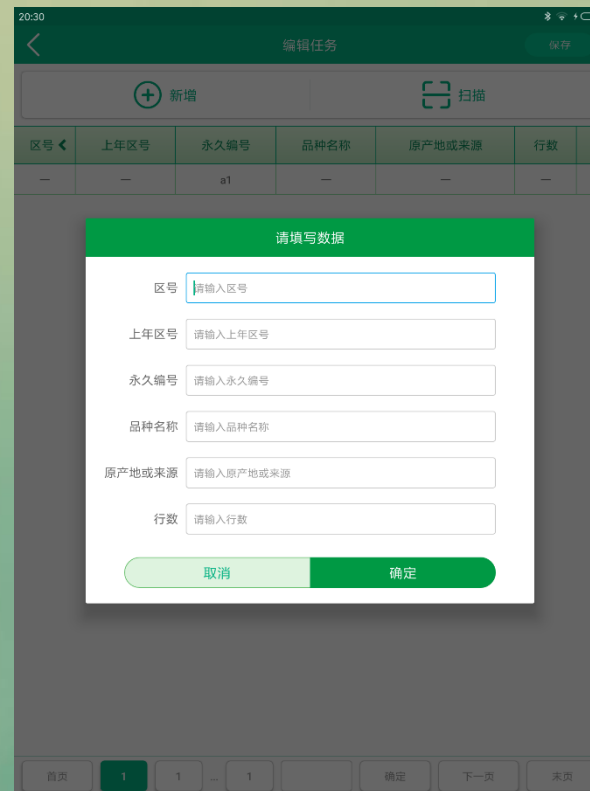 20:30
编辑任务 保存
新增 扫描
区号 上年区号 永久编号 品种名称 原产地或来源 行数
— — a1 — — —
请填写数据
区号 请输入区号
上年区号 请输入上年区号
永久编号 请输入永久编号
品种名称 请输入品种名称
原产地或来源 请输入原产地或来源
行数 请输入行数
取消 确定
首页 1 1 ... 1 确定 下一页 末页